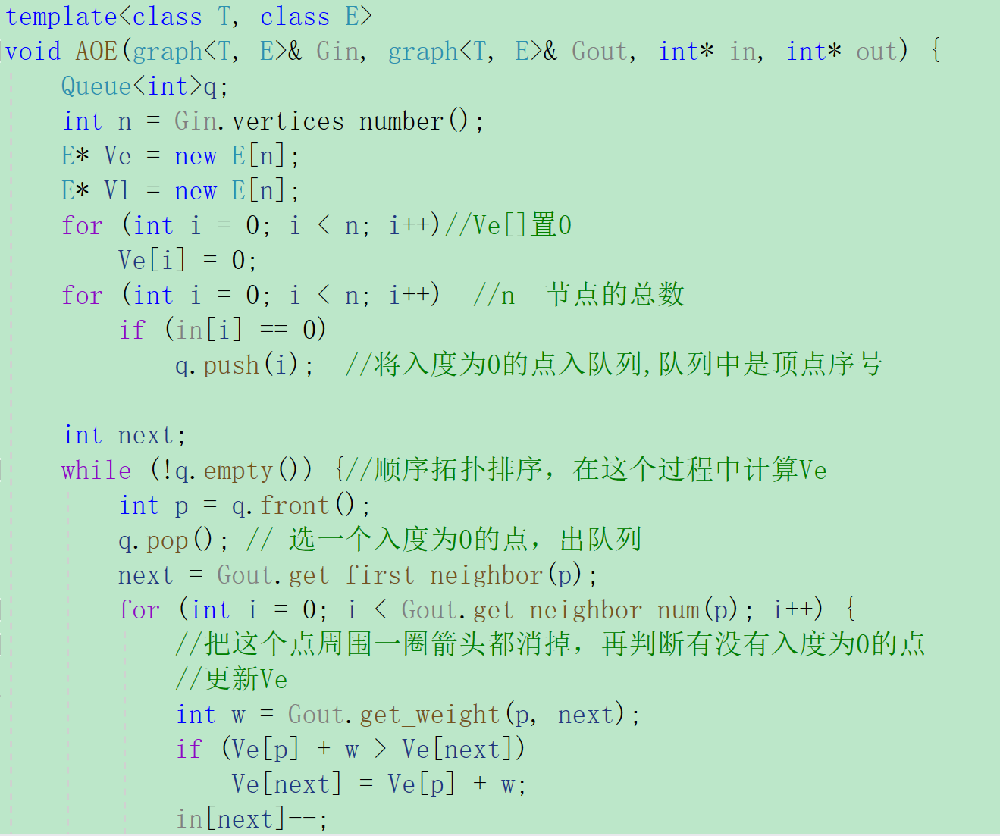 template<class T, class E>
void AOE(graph<T, E>& Gin, graph<T, E>& Gout, int* in, int* out) {
    Queue<int>q;
    int n = Gin.vertices_number();
    E* Ve = new E[n];
    E* Vl = new E[n];
    for (int i = 0; i < n; i++)//Ve[]置0
        Ve[i] = 0;
    for (int i = 0; i < n; i++)  //n  节点的总数
        if (in[i] == 0)
            q.push(i);  //将入度为0的点入队列,队列中是顶点序号

    int next;
    while (!q.empty()) {//顺序拓扑排序，在这个过程中计算Ve
        int p = q.front();
        q.pop(); // 选一个入度为0的点，出队列
        next = Gout.get_first_neighbor(p);
        for (int i = 0; i < Gout.get_neighbor_num(p); i++) {
            //把这个点周围一圈箭头都消掉，再判断有没有入度为0的点
            //更新Ve
            int w = Gout.get_weight(p, next);
            if (Ve[p] + w > Ve[next])
                Ve[next] = Ve[p] + w;
            in[next]--;